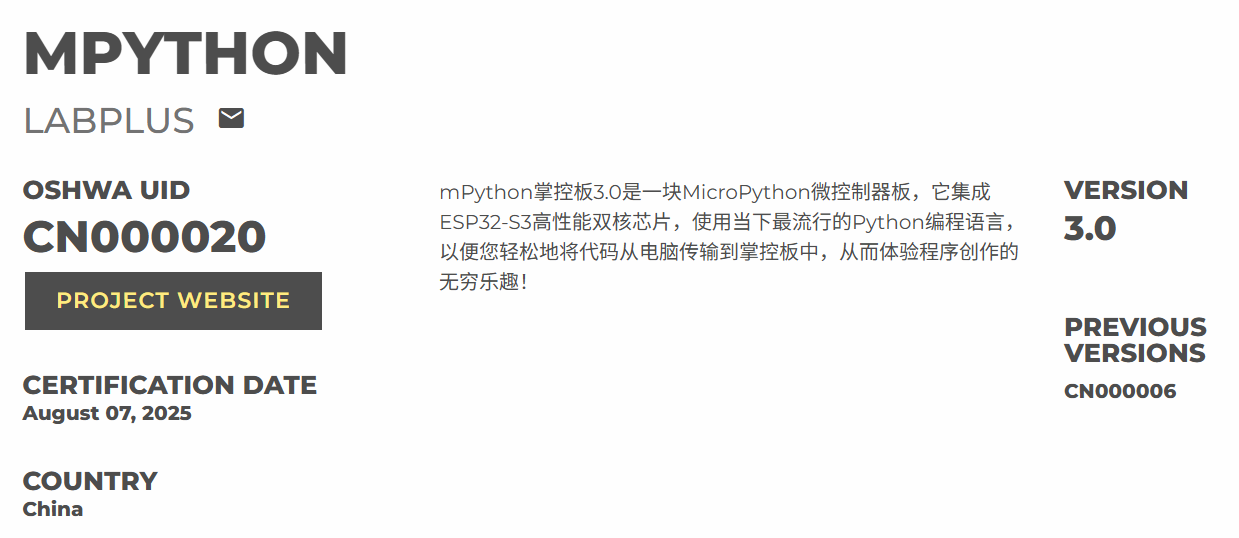 MPYTHON
LABPLUS
OSHWA UID
CN000020
PROJECT WEBSITE
CERTIFICATION DATE
August 07, 2025
COUNTRY
China
mPython掌控板3.0是一块MicroPython微控制器板，它集成
ESP32-S3高性能双核芯片，使用当下最流行的Python编程语言，
以便您轻松地将代码从电脑传输到掌控板中，从而体验程序创作的
无穷乐趣！
VERSION
3.0
PREVIOUS
VERSIONS
CN000006